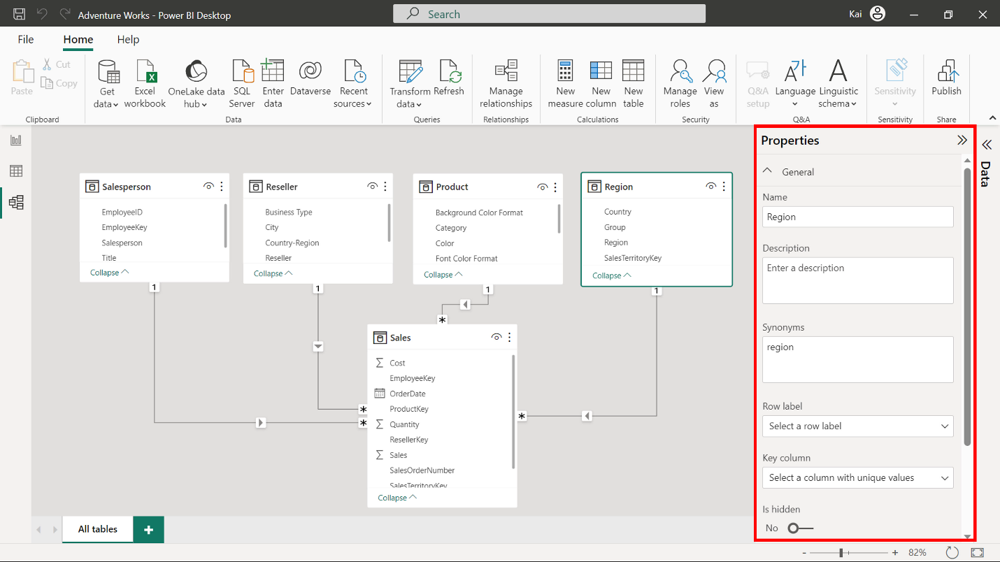 Adventure Works - Power BI Desktop
Search
Kai
File
Home
Help
Paste
Cut
Copy
Clipboard
Get data
Excel workbook
OneLake data hub
SQL Server
Enter data
Dataverse
Recent sources
Data
Transform data
Refresh
Queries
Manage relationships
Relationships
New measure
New column
New table
Calculations
Manage roles
View as
Security
Q&A setup
Language
Linguistic schema
Q&A
Sensitivity
Sensitivity
Publish
Share
Salesperson
EmployeeID
EmployeeKey
Salesperson
Title
Collapse
1
Reseller
Business Type
City
Country-Region
Reseller
Collapse
1
Product
Background Color Format
Category
Color
Font Color Format
Collapse
1
*
Region
Country
Group
Region
SalesTerritoryKey
Collapse
1
Sales
Cost
EmployeeKey
OrderDate
ProductKey
Quantity
ResellerKey
Sales
SalesOrderNumber
SalesTerritoryKey
Collapse
*
*
*
Properties
General
Name
Region
Description
Enter a description
Synonyms
region
Row label
Select a row label
Key column
Select a column with unique values
Is hidden
No
Data
All tables
+
- + 82%